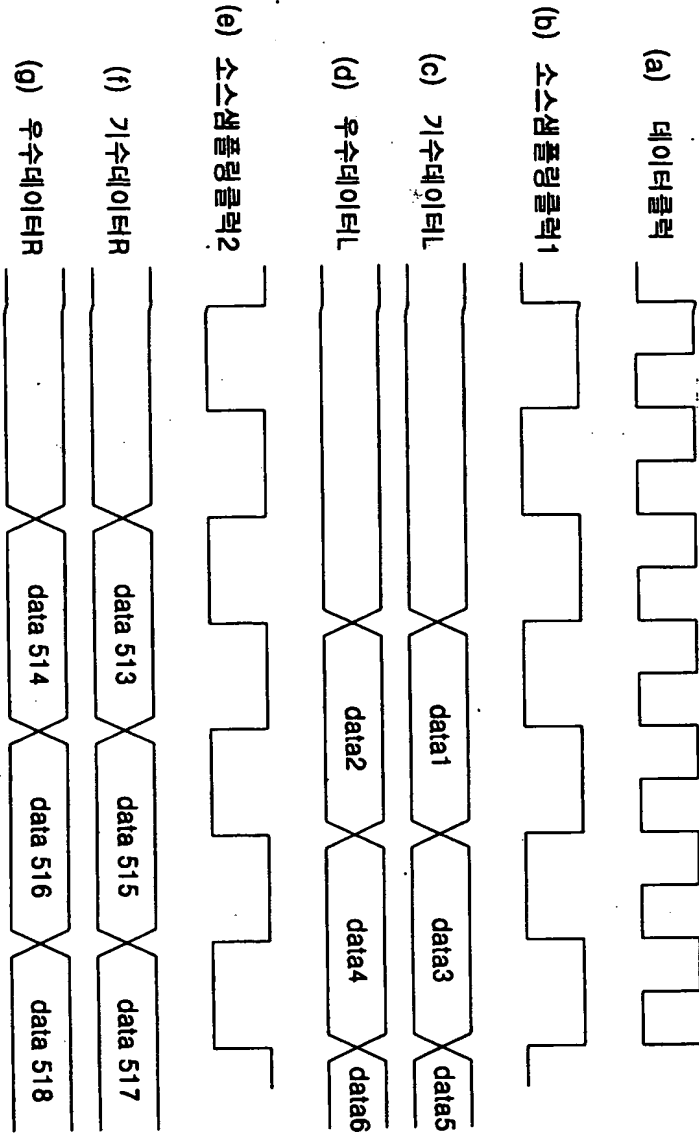 (a) 데이터클럭
(b) 소스샘플링클럭1
(c) 기수데이터L
data1 data3 data5
(d) 우수데이터L
data2 data4 data6
(e) 소스샘플링클럭2
(f) 기수데이터R
data 513 data 515 data 517
(g) 우수데이터R
data 514 data 516 data 518